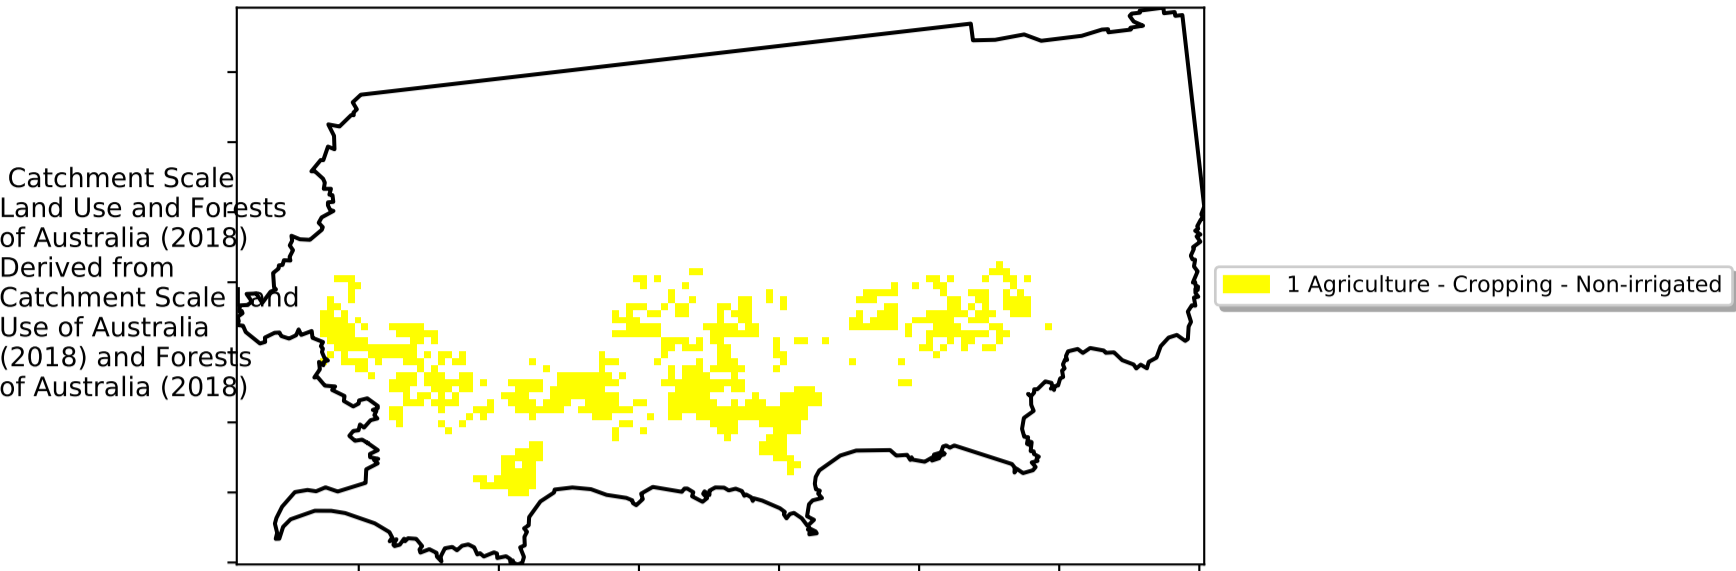 Catchment Scale
Land Use and Forests
of Australia (2018)
Derived from
Catchment Scale Land
Use of Australia
(2018) and Forests
of Australia (2018)
1 Agriculture - Cropping - Non-irrigated